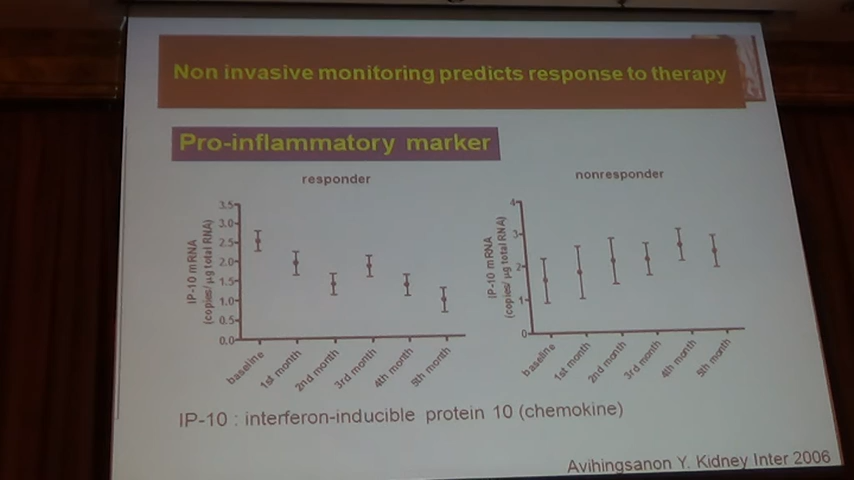 Non invasive monitoring predicts response to therapy
Pro-inflammatory marker
responder
IP-10 mRNA
(copies/ µg total RNA)
3.5
3.0
2.5
2.0
1.5
1.0
0.5
0.0
baseline
1st month
2nd month
3rd month
4th month
5th month
nonresponder
IP-10 mRNA
(copies/ µg total RNA)
4
3
2
1
0
baseline
1st month
2nd month
3rd month
4th month
5th month
IP-10 : interferon-inducible protein 10 (chemokine)
Avihingsanon Y. Kidney Inter 2006